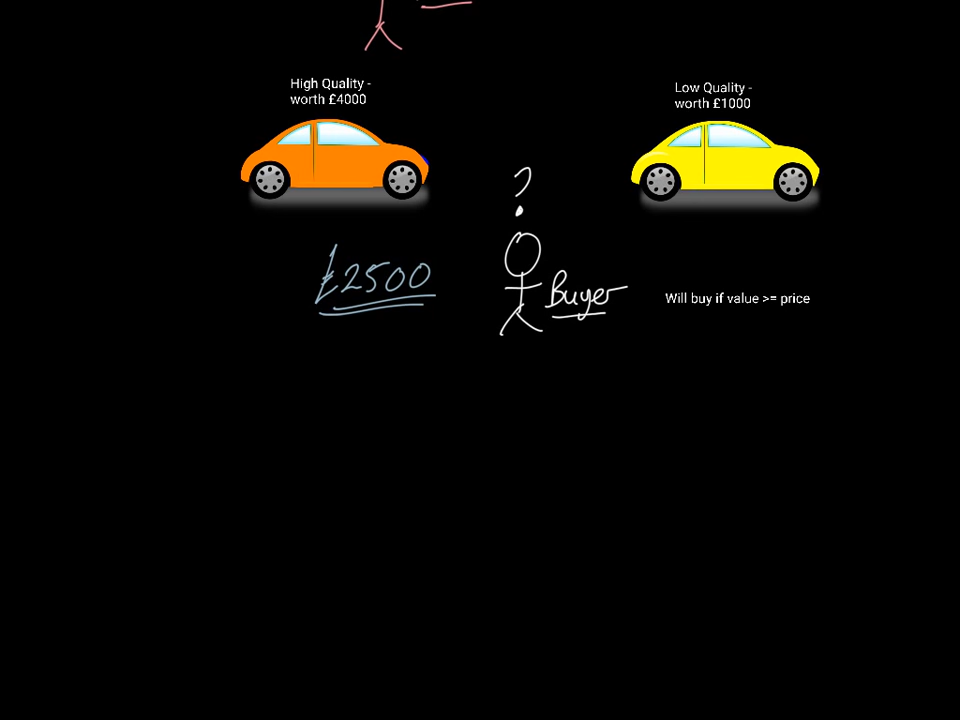 High Quality -
worth £4000
Low Quality -
worth £1000
?
£2500
Buyer
Will buy if value >= price